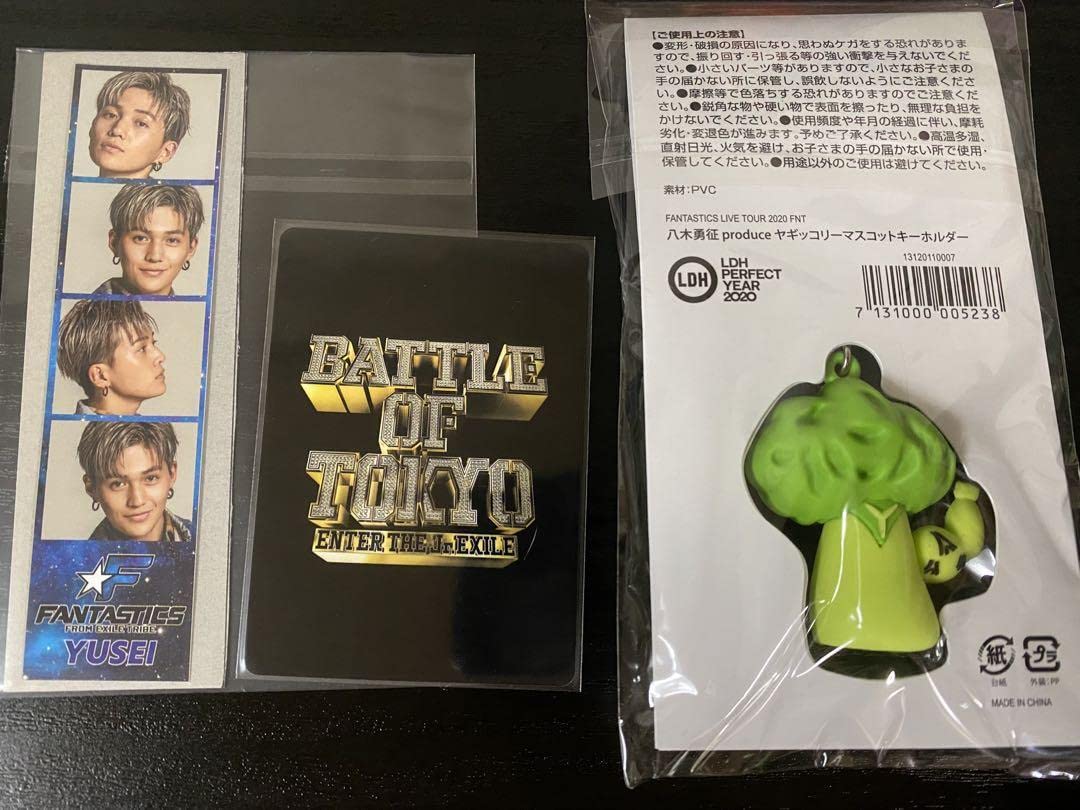 FANTASTICS
FROM EXILE TRIBE
YUSEI
BATTLE
OF
TOKYO
ENTER THE Jr.EXILE
【ご使用上の注意】
●変形・破損の原因になり、思わぬケガをする恐れがありま
すので、振り回す・引っ張る等の強い衝撃を与えないでくだ
さい。●小さいパーツ等がありますので、小さなお子さまの
手の届かない所に保管し、誤飲しないようにご注意くださ
い。●摩擦等で色落ちする恐れがありますのでご注意くだ
さい。●鋭角な物や硬い物で表面を擦ったり、無理な負担を
かけないでください。●使用頻度や年月の経過に伴い、摩耗・
劣化・変退色が進みます。予めご了承ください。●高温多湿、
直射日光、火気を避け、お子さまの手の届かない所で使用・
保管してください。●用途以外のご使用は避けてください。
素材:PVC
FANTASTICS LIVE TOUR 2020 FNT
八木勇征 produce ヤギッコリーマスコットキーホルダー
LDH
LDH
PERFECT
YEAR
2020
13120110007
7 131000 005238
紙
台紙
プラ
外装:PP
MADE IN CHINA